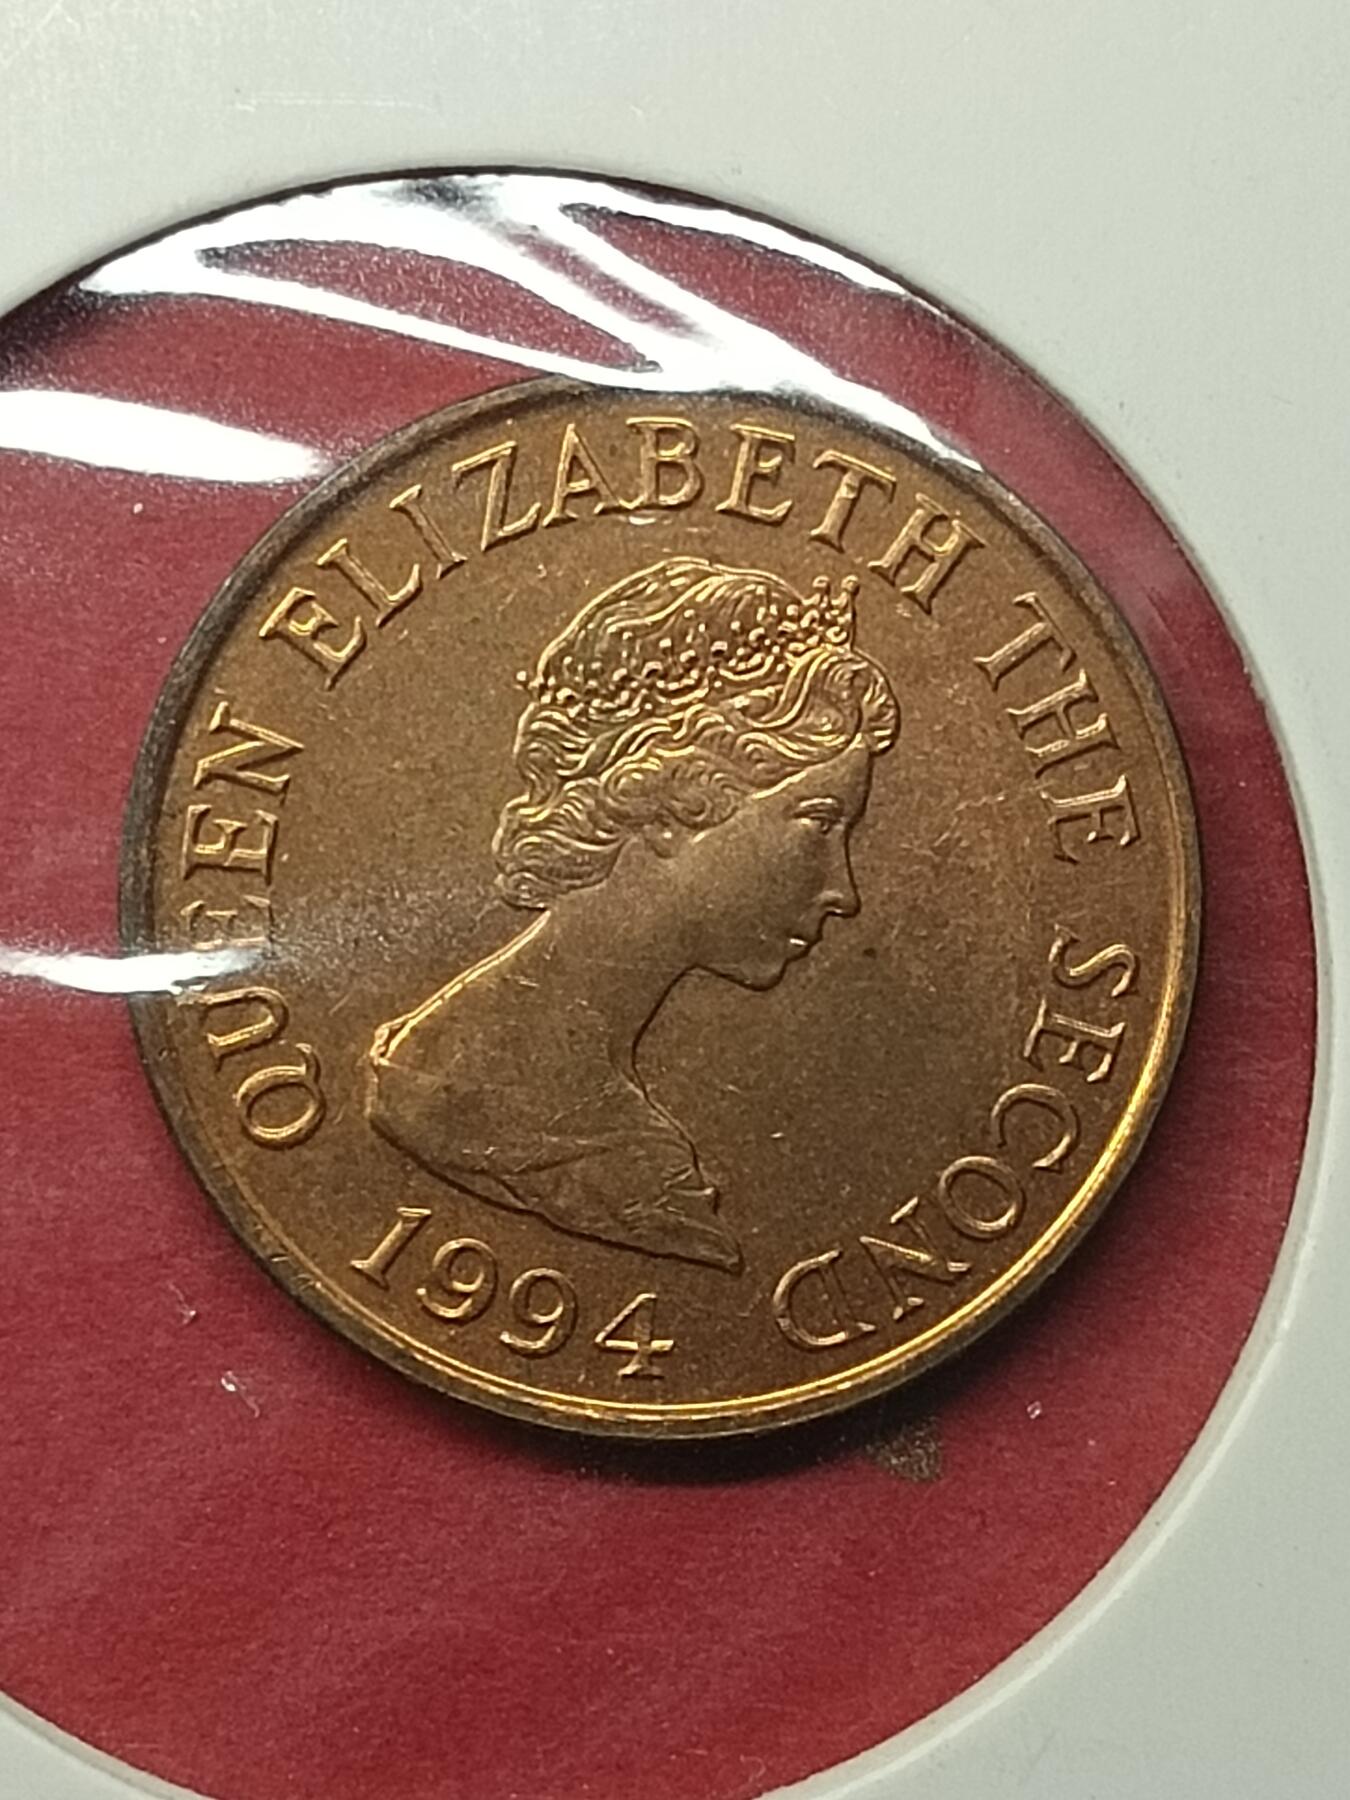 QUEEN ELIZABETH THE SECOND
1994